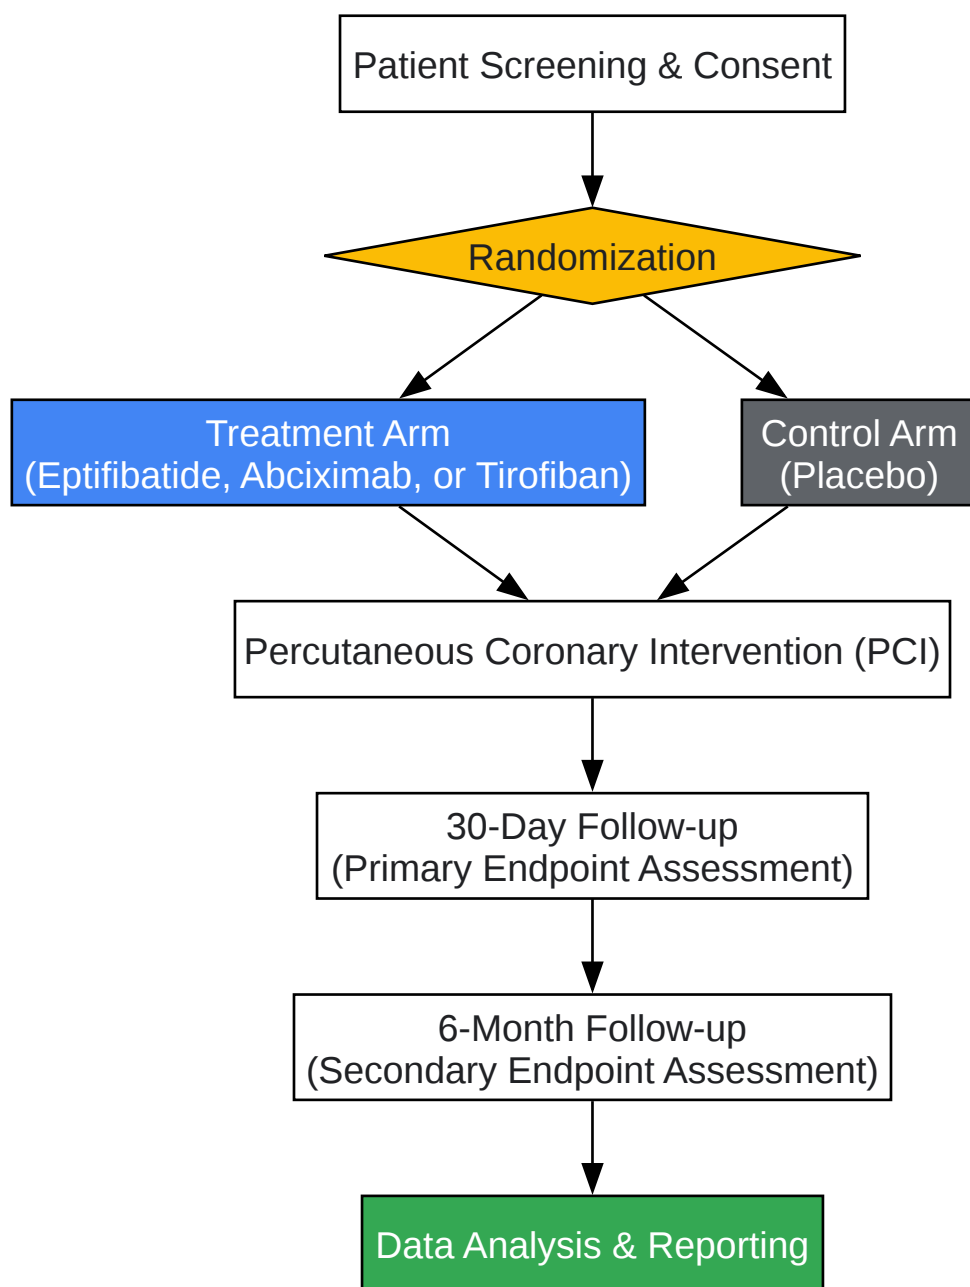 Patient Screening & Consent
Randomization
Treatment Arm
(Eptifibatide, Abciximab, or Tirofiban)
Control Arm
(Placebo)
Percutaneous Coronary Intervention (PCI)
30-Day Follow-up
(Primary Endpoint Assessment)
6-Month Follow-up
(Secondary Endpoint Assessment)
Data Analysis & Reporting